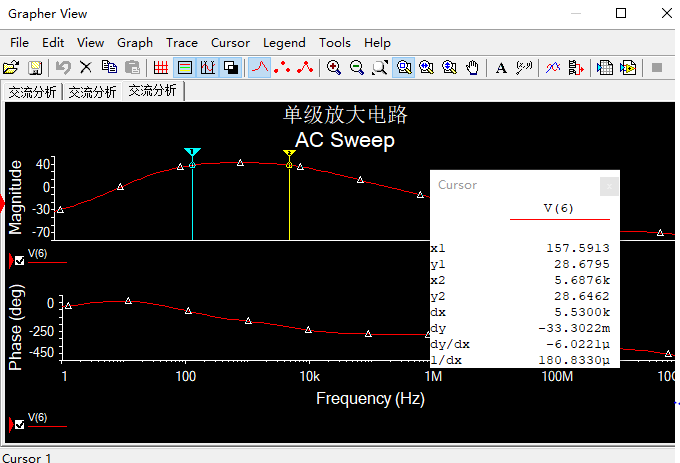 Grapher View
File Edit View Graph Trace Cursor Legend Tools Help
交流分析 交流分析 交流分析
单级放大电路
AC Sweep
Magnitude
40
0
-30
-70
1
2
V(6)
Cursor
V(6)
x1 157.5913
y1 28.6795
x2 5.6876k
y2 28.6462
dx 5.5300k
dy -33.3022m
dy/dx -6.0221µ
1/dx 180.8330µ
Phase (deg)
0
-250
-450
1 100 10k 1M 100M 10G
Frequency (Hz)
V(6)
Cursor 1